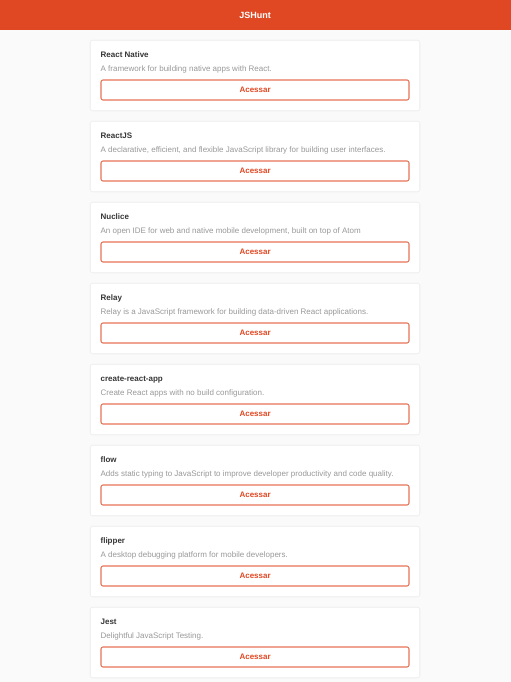 JSHunt
React Native
A framework for building native apps with React.
Acessar
ReactJS
A declarative, efficient, and flexible JavaScript library for building user interfaces.
Acessar
Nuclice
An open IDE for web and native mobile development, built on top of Atom
Acessar
Relay
Relay is a JavaScript framework for building data-driven React applications.
Acessar
create-react-app
Create React apps with no build configuration.
Acessar
flow
Adds static typing to JavaScript to improve developer productivity and code quality.
Acessar
flipper
A desktop debugging platform for mobile developers.
Acessar
Jest
Delightful JavaScript Testing.
Acessar